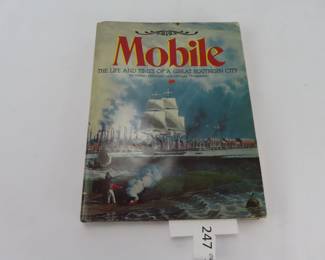 Mobile
THE LIFE AND TIMES OF A GREAT SOUTHERN CITY
247